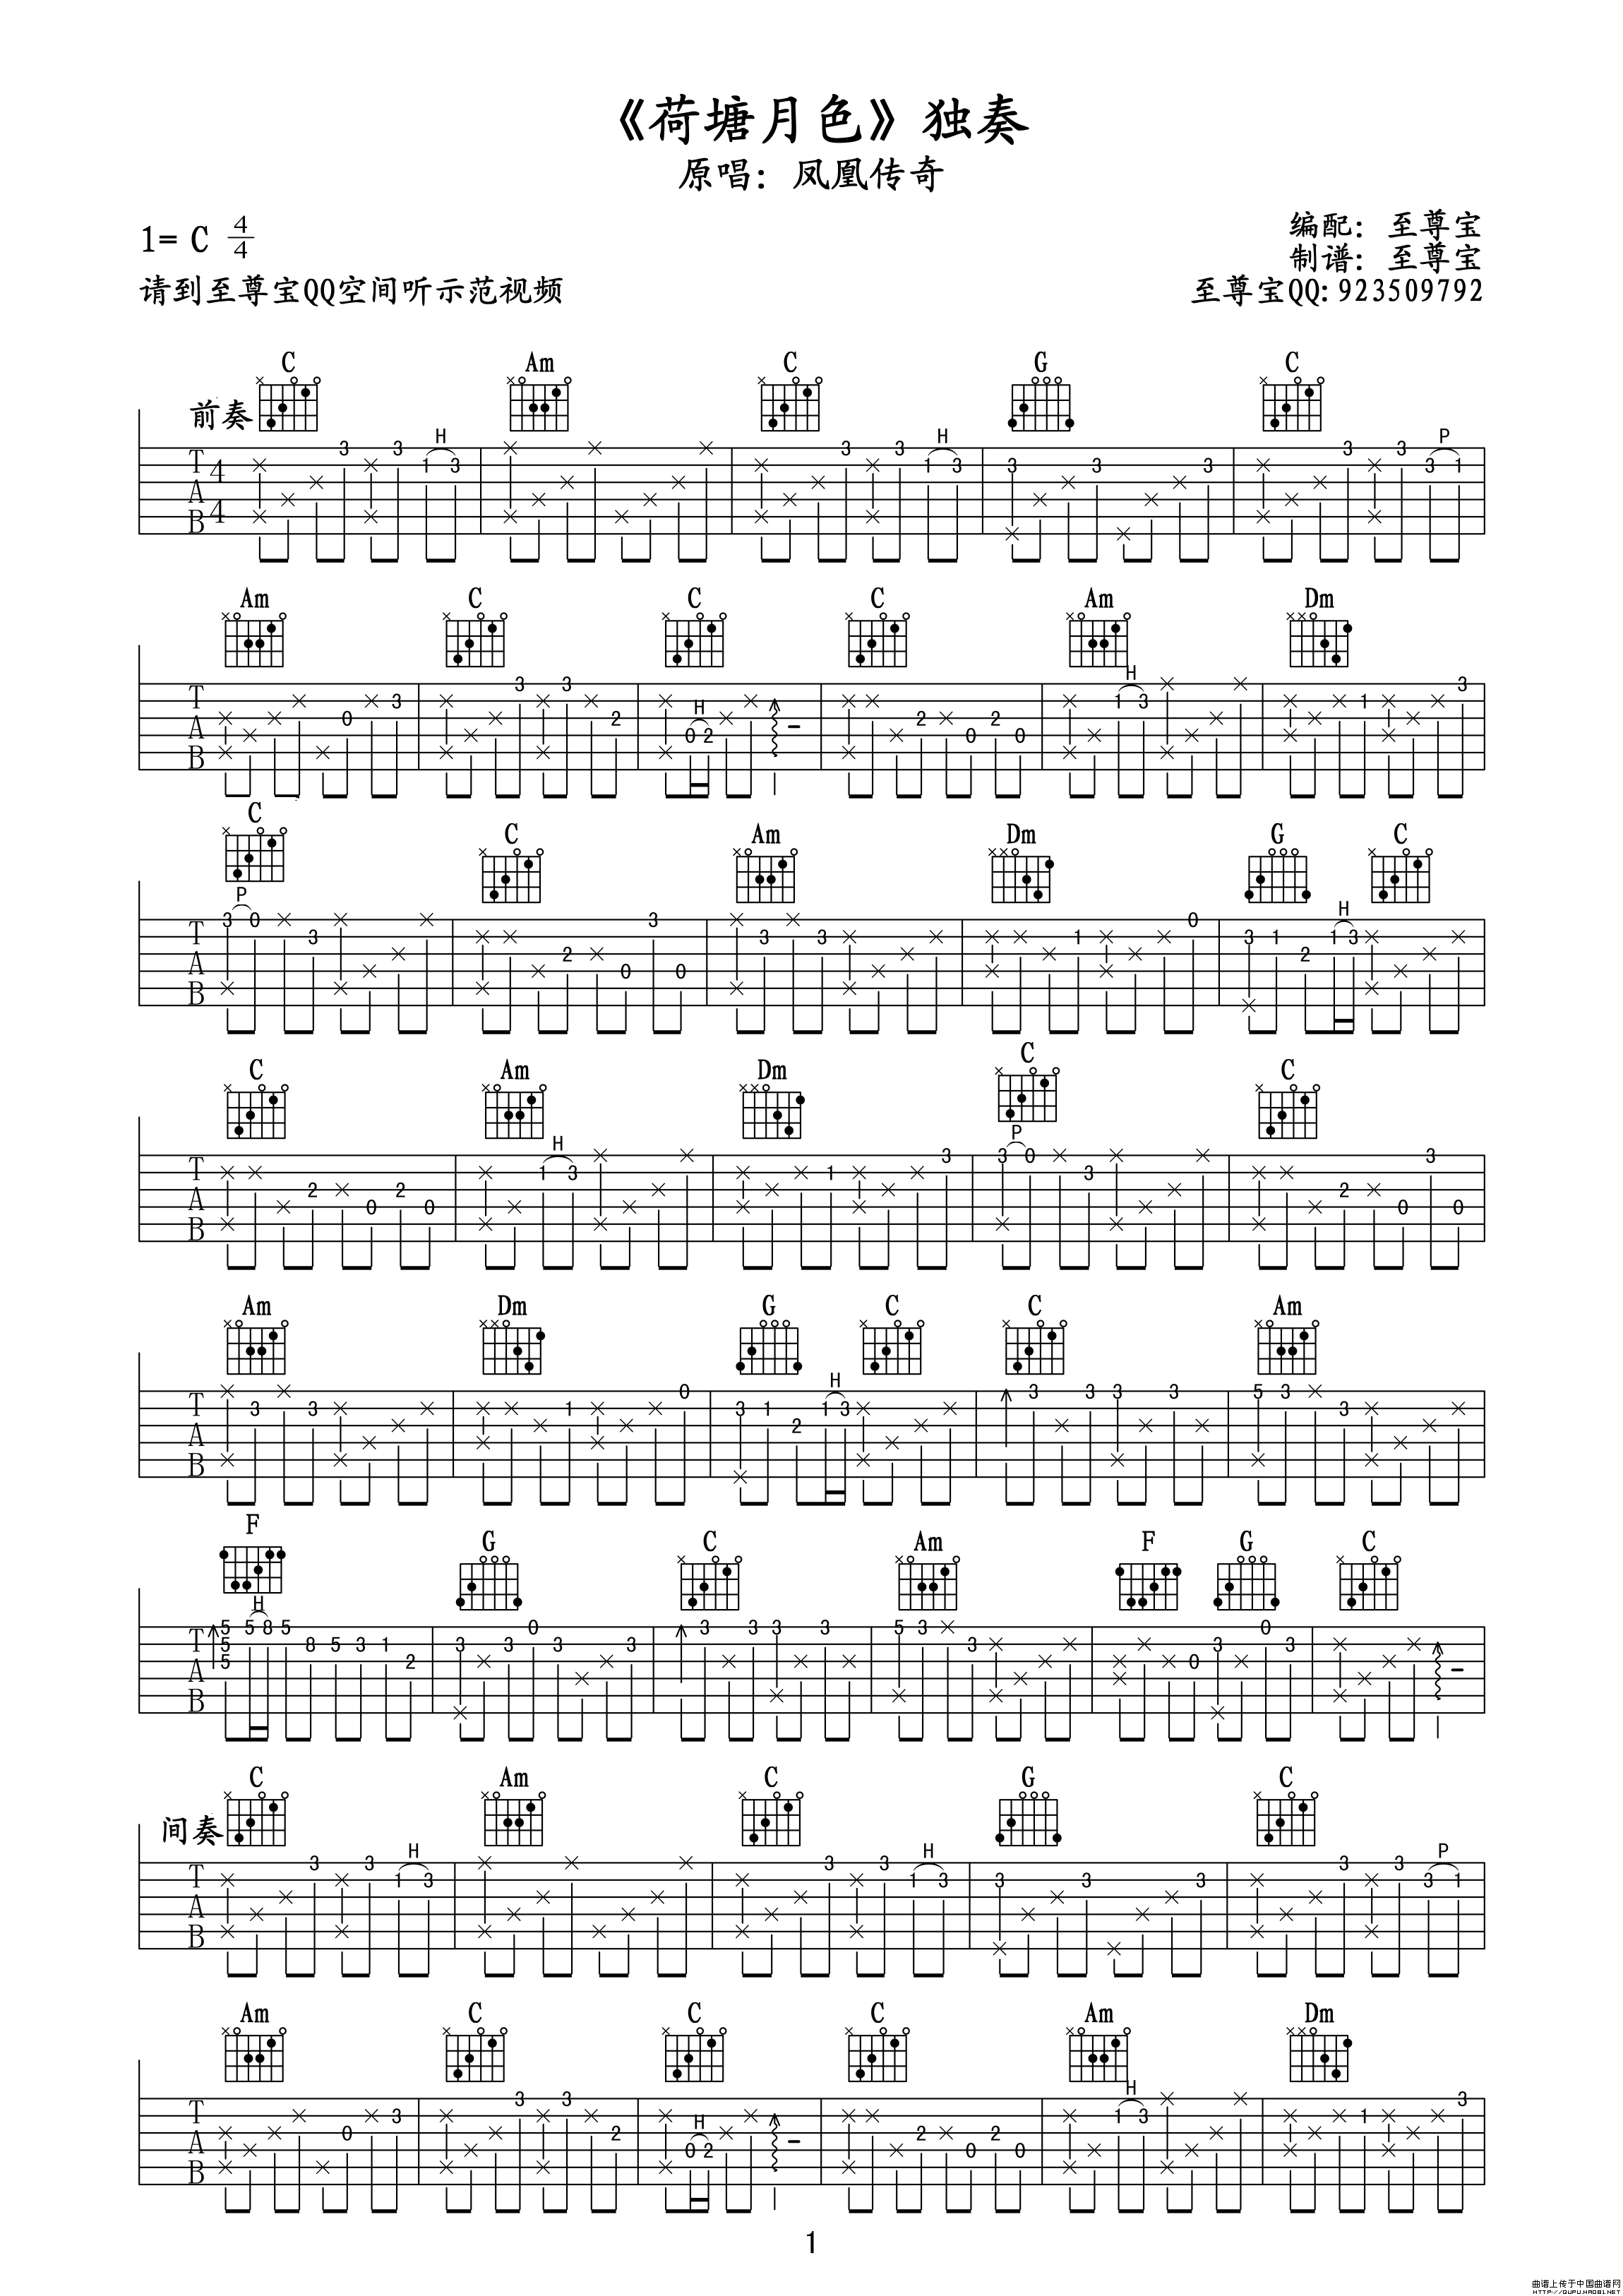 《荷塘月色》独奏
原唱：凤凰传奇
1= C 4/4
编配：至尊宝
制谱：至尊宝
请到至尊宝QQ空间听示范视频
至尊宝QQ:923509792
C Am C G C
前奏
H H P
T A B 4 4
3 3 1 3 3 3 1 3 3 3 3 3 3 3 1
Am C C C Am Dm
H H
T A B
0 3 3 3 2 0 2 2 0 2 0 1 3 1 3
C C Am Dm G C
P H
T A B
3 0 3 2 0 3 0 3 3 1 0 3 1 2 1 3
C Am Dm C C
H P
T A B
2 0 2 0 1 3 1 3 3 0 3 2 0 3 0
Am Dm G C C Am
H
T A B
3 3 1 0 3 1 2 1 3 3 3 3 3 5 3 3
F G C Am F G C
H
T A B
5 5 5 5 8 5 8 5 3 1 2 3 3 0 3 3 3 3 3 3 5 3 3 0 3 0 3
C Am C G C
间奏
H H P
T A B
3 3 1 3 3 3 1 3 3 3 3 3 3 3 1
Am C C C Am Dm
H H
T A B
0 3 3 3 2 0 2 2 0 2 0 1 3 1 3
1
曲谱上传于中国曲谱网